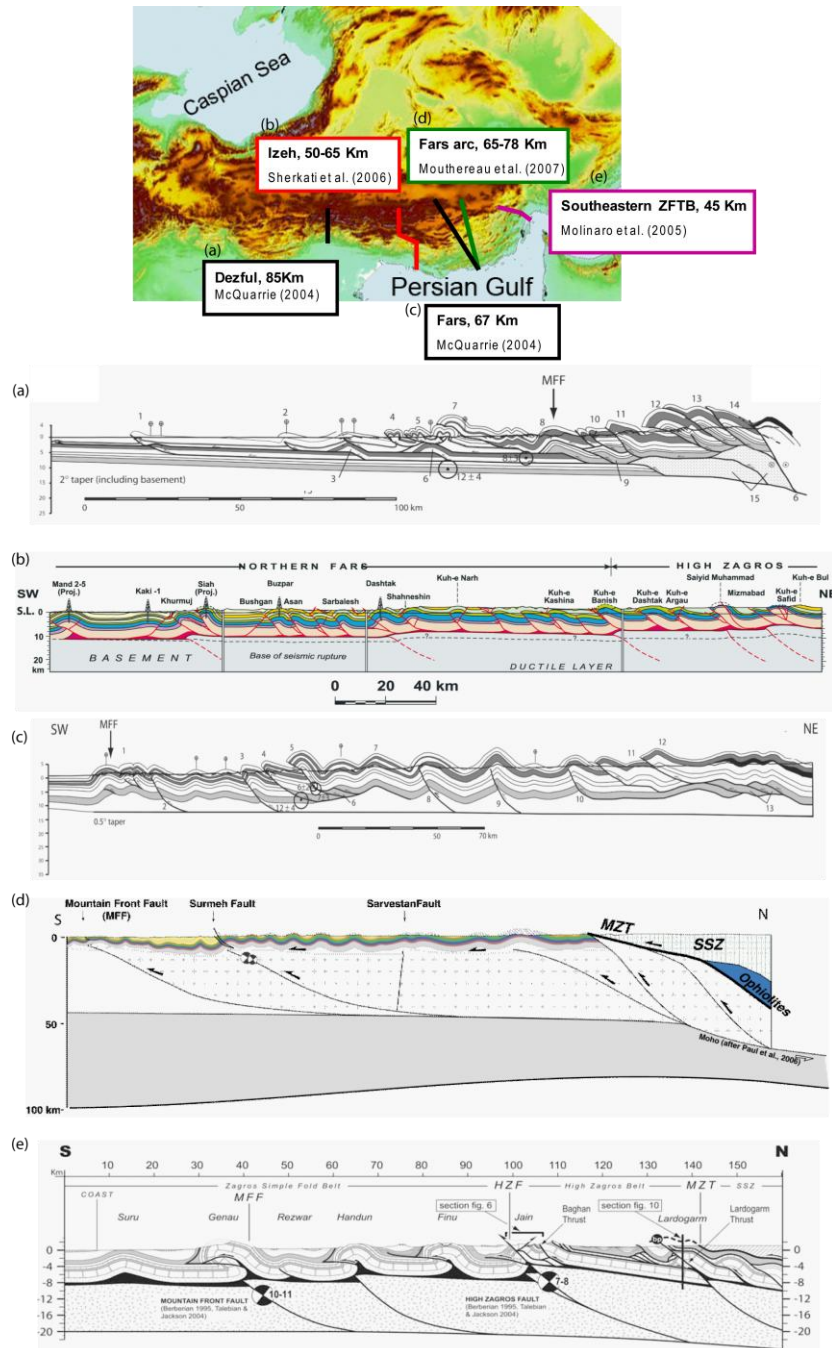 Caspian Sea
(b)
(d)
Izeh, 50-65 Km
Sherkati et al. (2006)
Fars arc, 65-78 Km
Mouthereau et al. (2007)
(e)
Southeastern ZFTB, 45 Km
Molinaro et al. (2005)
(a)
Dezful, 85Km
McQuarrie (2004)
Persian Gulf
(c)
Fars, 67 Km
McQuarrie (2004)
(a)
MFF
1 2 3 4 5 6 7 8 9 10 11 12 13 14 15 6
12 ± 4
2° taper (including basement)
0 50 100 km
(b)
NORTHERN FARS HIGH ZAGROS
SW NE
Mand 2-5 (Proj.) Kaki -1 Khurmuj Siah (Proj.) Bushgan Buzpar Asan Sarbalesh Dashtak Shahneshin Kuh-e Narh Kuh-e Kashina Kuh-e Banish Kuh-e Dashtak Kuh-e Argau Saiyid Muhammad Mizmabad Kuh-e Safid Kuh-e Bul
S.L. 0
10
20
km
BASEMENT Base of seismic rupture DUCTILE LAYER
0 20 40 km
(c)
SW NE
MFF
1 2 3 4 5 6 7 8 9 10 11 12 13
12 ± 4
0.5° taper
0 50 70 km
(d)
Mountain Front Fault (MFF) Surmeh Fault SarvestanFault
S N
MZT
SSZ
Ophiolites
0
50
100 km
Moho (after Paul et al., 2006)
(e)
S N
Km 10 20 30 40 50 60 70 80 90 100 110 120 130 140 150
Zagros Simple Fold Belt HZF High Zagros Belt MZT SSZ
COAST MFF
section fig. 6 section fig. 10
Suru Genau Rezwar Handun Finu Jain Baghan Thrust Lardogarm Lardogarm Thrust
0 -4 -8 -12 -16 -20
MOUNTAIN FRONT FAULT
(Berberian 1995, Talebian & Jackson 2004)
10-11
HIGH ZAGROS FAULT
(Berberian 1995, Talebian & Jackson 2004)
7-8
0 -4 -8 -12 -16 -20